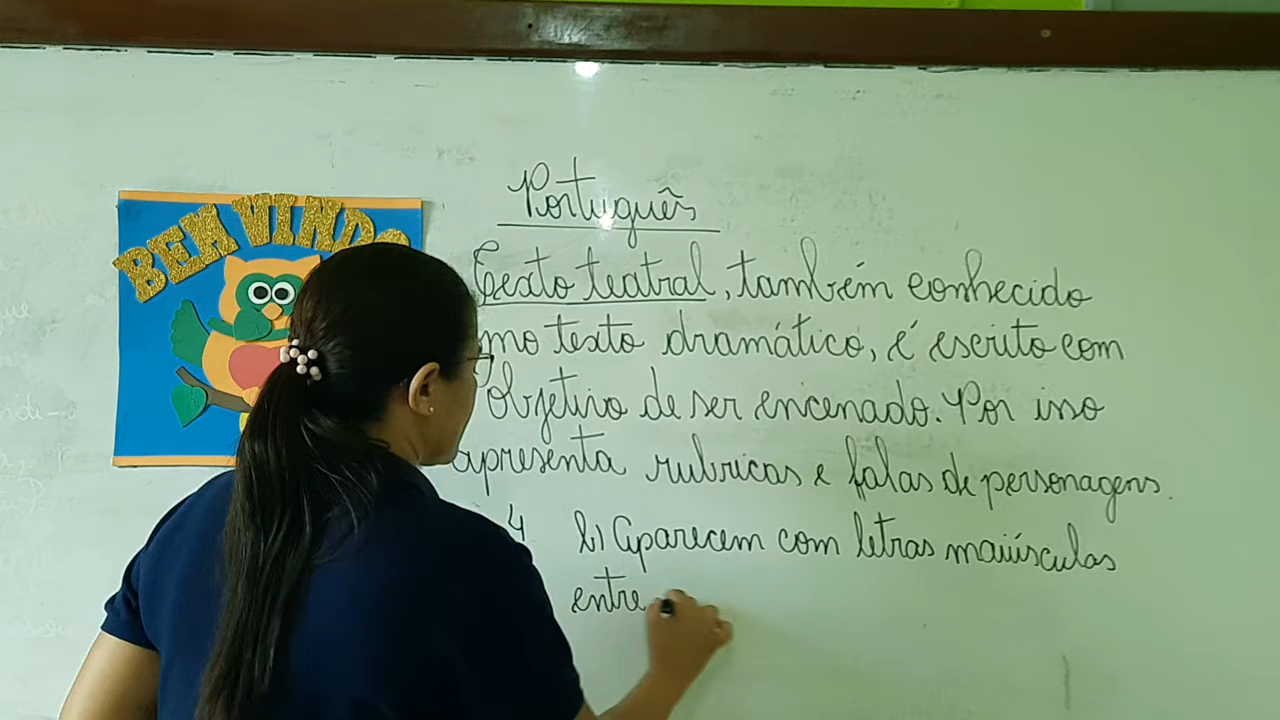 BEM VINDO
Português
Texto teatral, também conhecido
mo texto dramático, é escrito com
objetivo de ser encenado. Por isso
apresenta rubricas e falas de personagens.
4 b) Aparecem com letras maiúsculas
entre